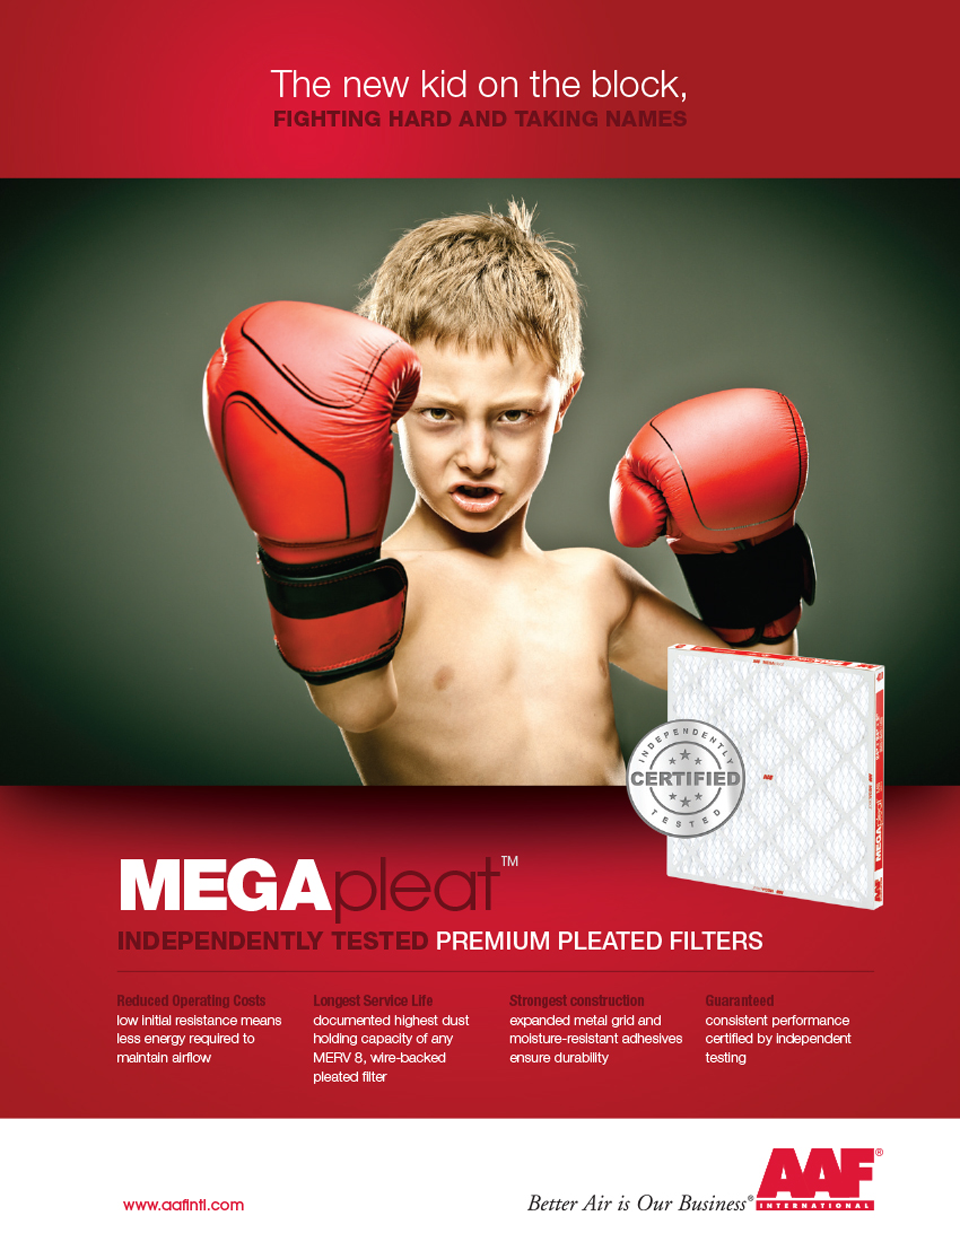 The new kid on the block,
FIGHTING HARD AND TAKING NAMES
INDEPENDENTLY
CERTIFIED
TESTED
AAF
MEGApleat
AAF
MEGApleat™
INDEPENDENTLY TESTED PREMIUM PLEATED FILTERS
Reduced Operating Costs
low initial resistance means
less energy required to
maintain airflow
Longest Service Life
documented highest dust
holding capacity of any
MERV 8, wire-backed
pleated filter
Strongest construction
expanded metal grid and
moisture-resistant adhesives
ensure durability
Guaranteed
consistent performance
certified by independent
testing
www.aafintl.com
Better Air is Our Business®
AAF®
INTERNATIONAL